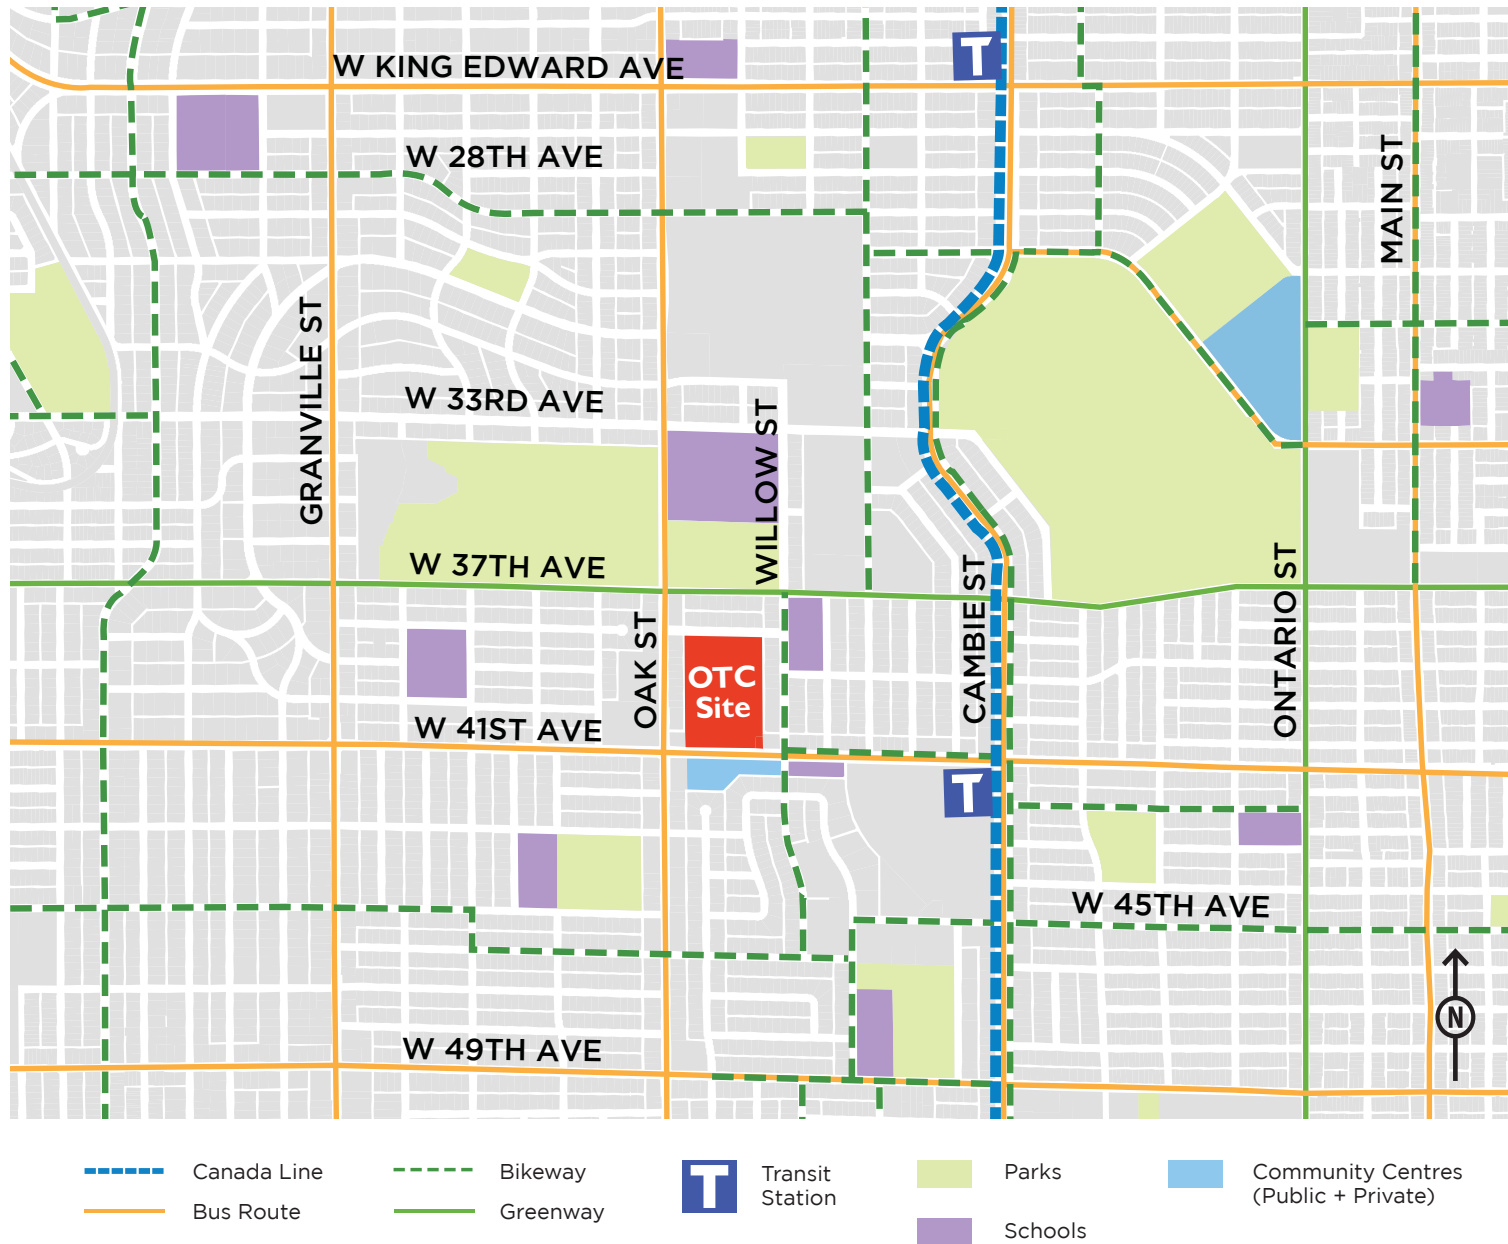 T
W KING EDWARD AVE
W 28TH AVE
MAIN ST
GRANVILLE ST
W 33RD AVE
WILLOW ST
W 37TH AVE
CAMBIE ST
ONTARIO ST
OAK ST
OTC
Site
W 41ST AVE
T
W 45TH AVE
N
W 49TH AVE
Canada Line
Bus Route
Bikeway
Greenway
T
Transit
Station
Parks
Schools
Community Centres
(Public + Private)